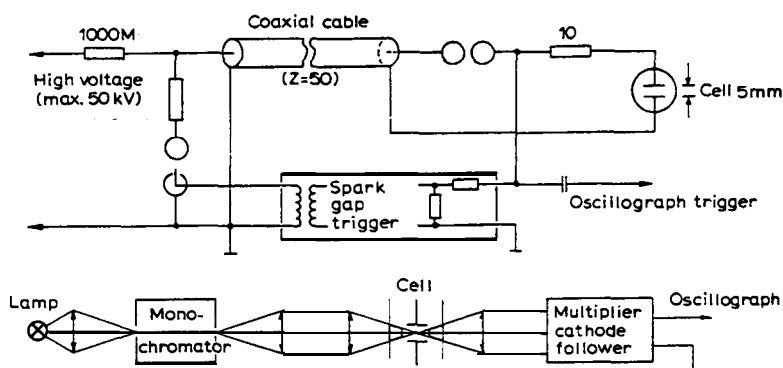 Coaxial cable
1000M
10
High voltage
(max. 50 kV)
(Z=50)
Cell 5mm
Spark
gap
trigger
Oscillograph trigger
Lamp
Mono-
chromator
Cell
Multiplier
cathode
follower
Oscillograph